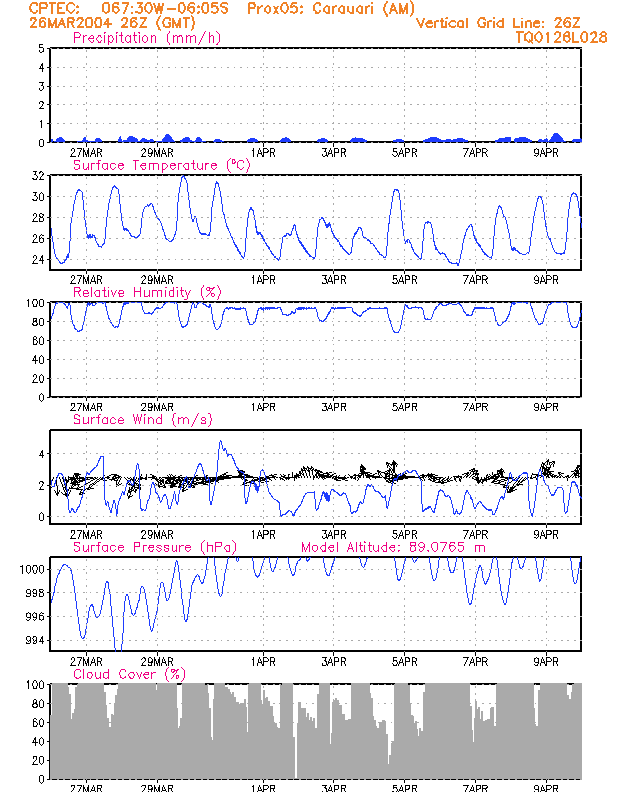 CPTEC: 067:30W-06:05S Prox05: Carauari (AM)
26MAR2004 26Z (GMT) Vertical Grid Line: 26Z
Precipitation (mm/h) TQ0126L028
5
4
3
2
1
0
27MAR 29MAR 1APR 3APR 5APR 7APR 9APR
Surface Temperature (ºC)
32
30
28
26
24
27MAR 29MAR 1APR 3APR 5APR 7APR 9APR
Relative Humidity (%)
100
80
60
40
20
0
27MAR 29MAR 1APR 3APR 5APR 7APR 9APR
Surface Wind (m/s)
4
2
0
27MAR 29MAR 1APR 3APR 5APR 7APR 9APR
Surface Pressure (hPa) Model Altitude: 89.0765 m
1000
998
996
994
27MAR 29MAR 1APR 3APR 5APR 7APR 9APR
Cloud Cover (%)
100
80
60
40
20
0
27MAR 29MAR 1APR 3APR 5APR 7APR 9APR